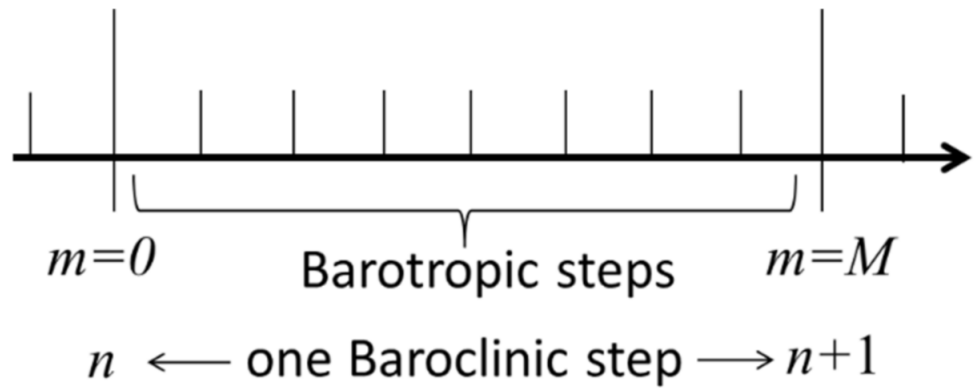 m=0 Barotropic steps m=M
n ← one Baroclinic step → n+1